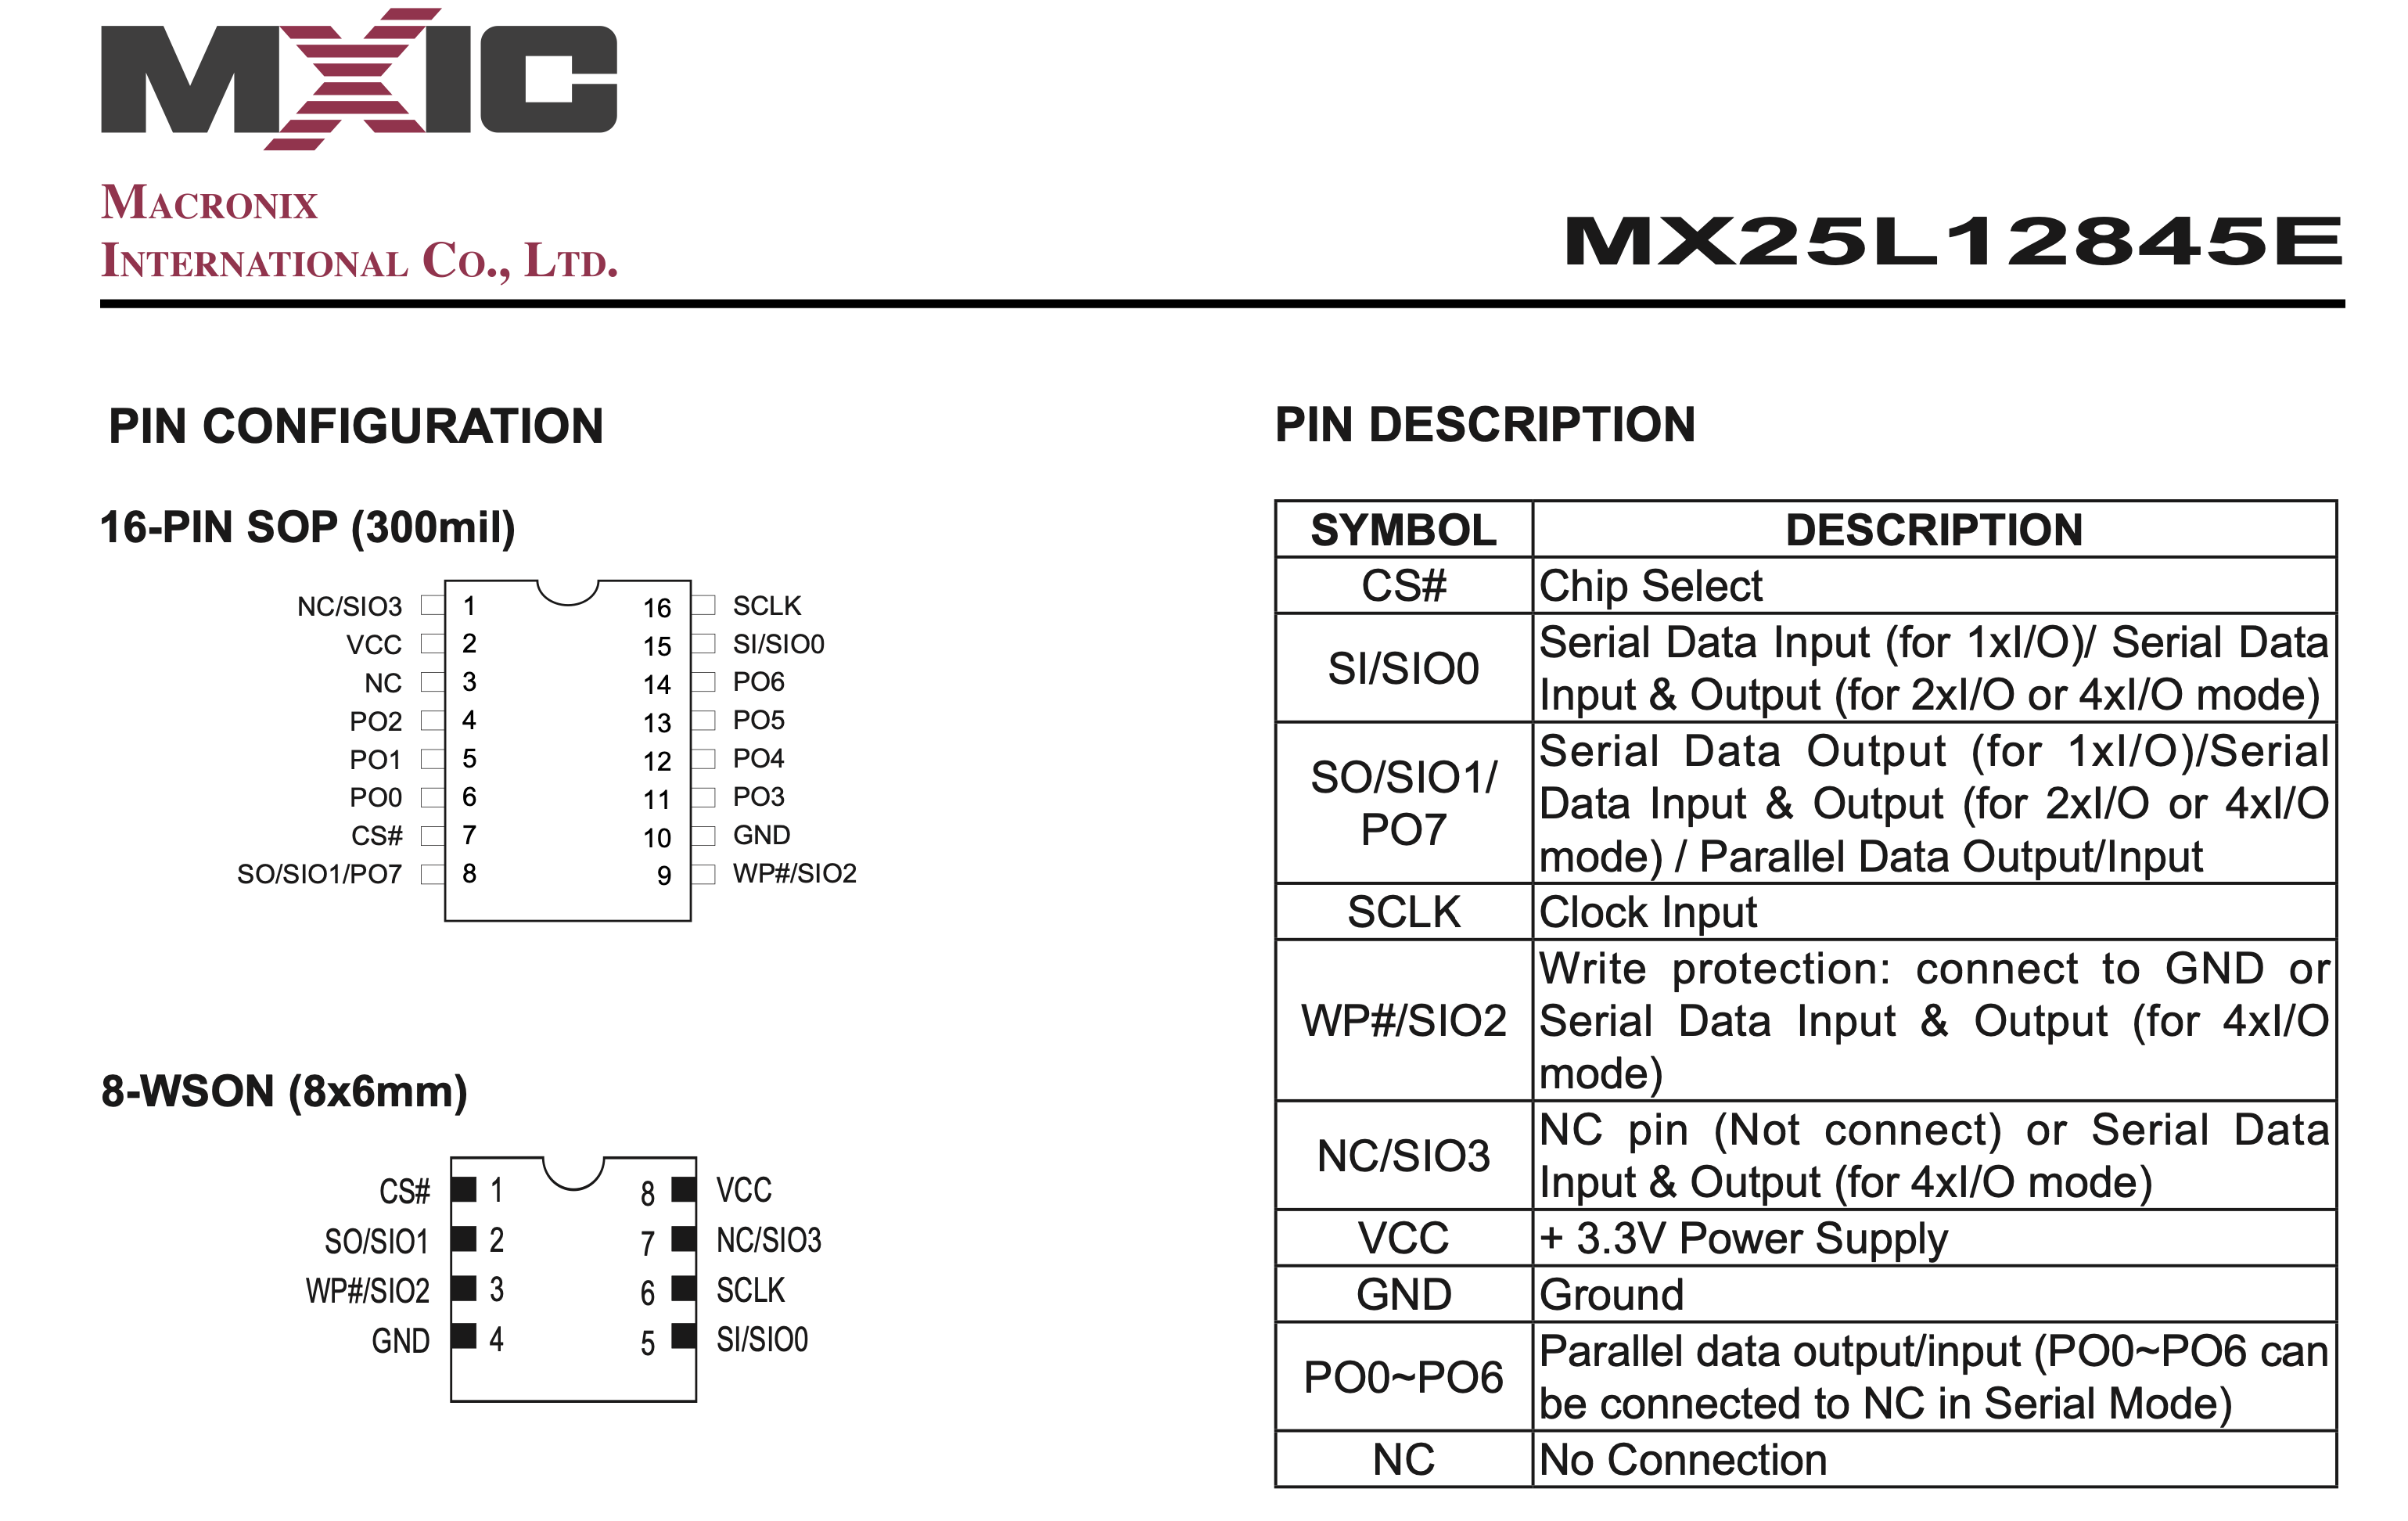 MXIC
MACRONIX
INTERNATIONAL CO., LTD.
MX25L12845E
PIN CONFIGURATION
16-PIN SOP (300mil)
NC/SIO3 1 16 SCLK
VCC 2 15 SI/SIO0
NC 3 14 PO6
PO2 4 13 PO5
PO1 5 12 PO4
PO0 6 11 PO3
CS# 7 10 GND
SO/SIO1/PO7 8 9 WP#/SIO2
8-WSON (8x6mm)
CS# 1 8 VCC
SO/SIO1 2 7 NC/SIO3
WP#/SIO2 3 6 SCLK
GND 4 5 SI/SIO0
PIN DESCRIPTION
SYMBOL DESCRIPTION
CS# Chip Select
SI/SIO0
Serial Data Input (for 1xI/O)/ Serial Data
Input & Output (for 2xI/O or 4xI/O mode)
SO/SIO1/
PO7
Serial Data Output (for 1xI/O)/Serial
Data Input & Output (for 2xI/O or 4xI/O
mode) / Parallel Data Output/Input
SCLK Clock Input
WP#/SIO2
Write protection: connect to GND or
Serial Data Input & Output (for 4xI/O
mode)
NC/SIO3
NC pin (Not connect) or Serial Data
Input & Output (for 4xI/O mode)
VCC + 3.3V Power Supply
GND Ground
PO0~PO6
Parallel data output/input (PO0~PO6 can
be connected to NC in Serial Mode)
NC No Connection